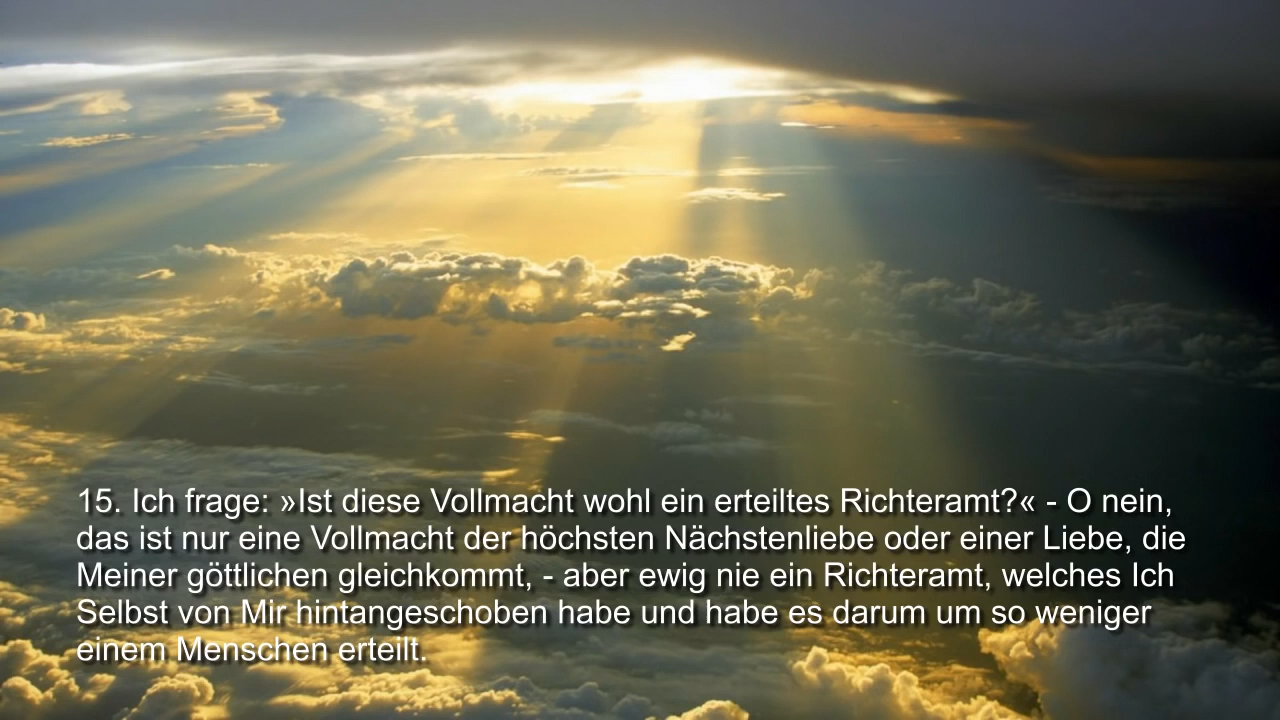 15. Ich frage: »Ist diese Vollmacht wohl ein erteiltes Richteramt?« - O nein,
das ist nur eine Vollmacht der höchsten Nächstenliebe oder einer Liebe, die
Meiner göttlichen gleichkommt, - aber ewig nie ein Richteramt, welches Ich
Selbst von Mir hintangeschoben habe und habe es darum um so weniger
einem Menschen erteilt.